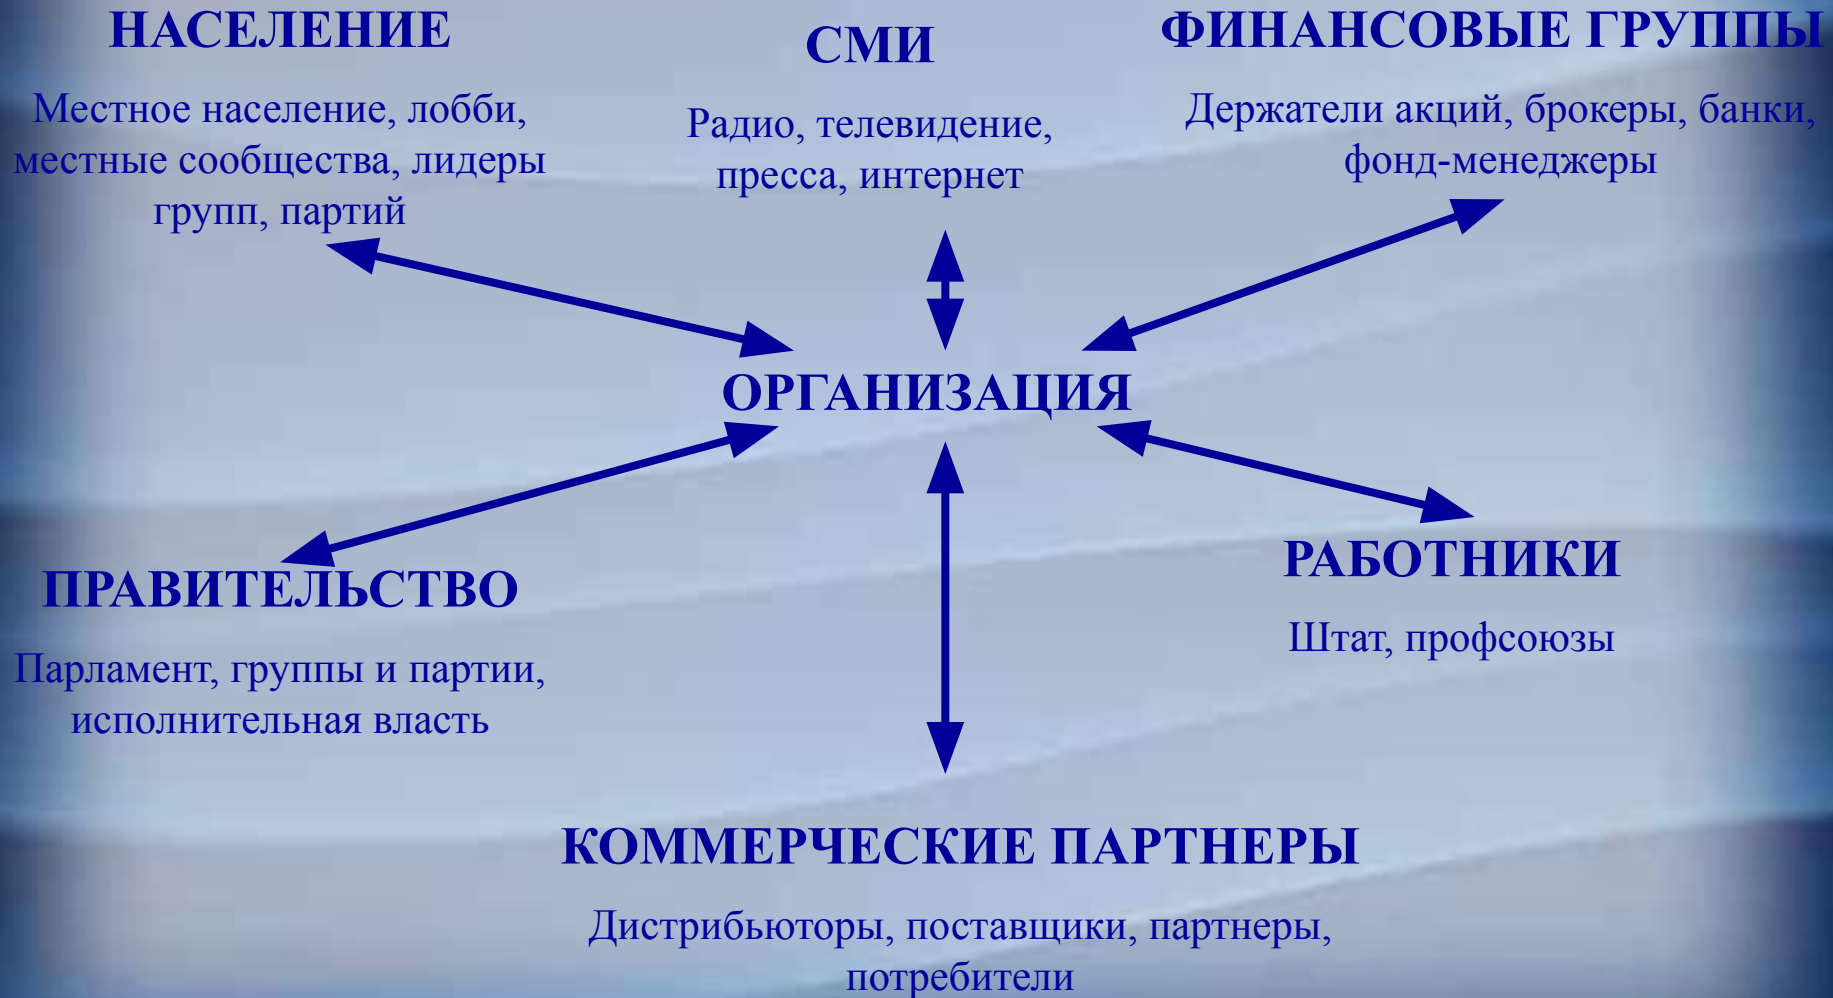 НАСЕЛЕНИЕ
Местное население, лобби,
местные сообщества, лидеры
групп, партий
СМИ
Радио, телевидение,
пресса, интернет
ФИНАНСОВЫЕ ГРУППЫ
Держатели акций, брокеры, банки,
фонд-менеджеры
ОРГАНИЗАЦИЯ
ПРАВИТЕЛЬСТВО
Парламент, группы и партии,
исполнительная власть
РАБОТНИКИ
Штат, профсоюзы
КОММЕРЧЕСКИЕ ПАРТНЕРЫ
Дистрибьюторы, поставщики, партнеры,
потребители